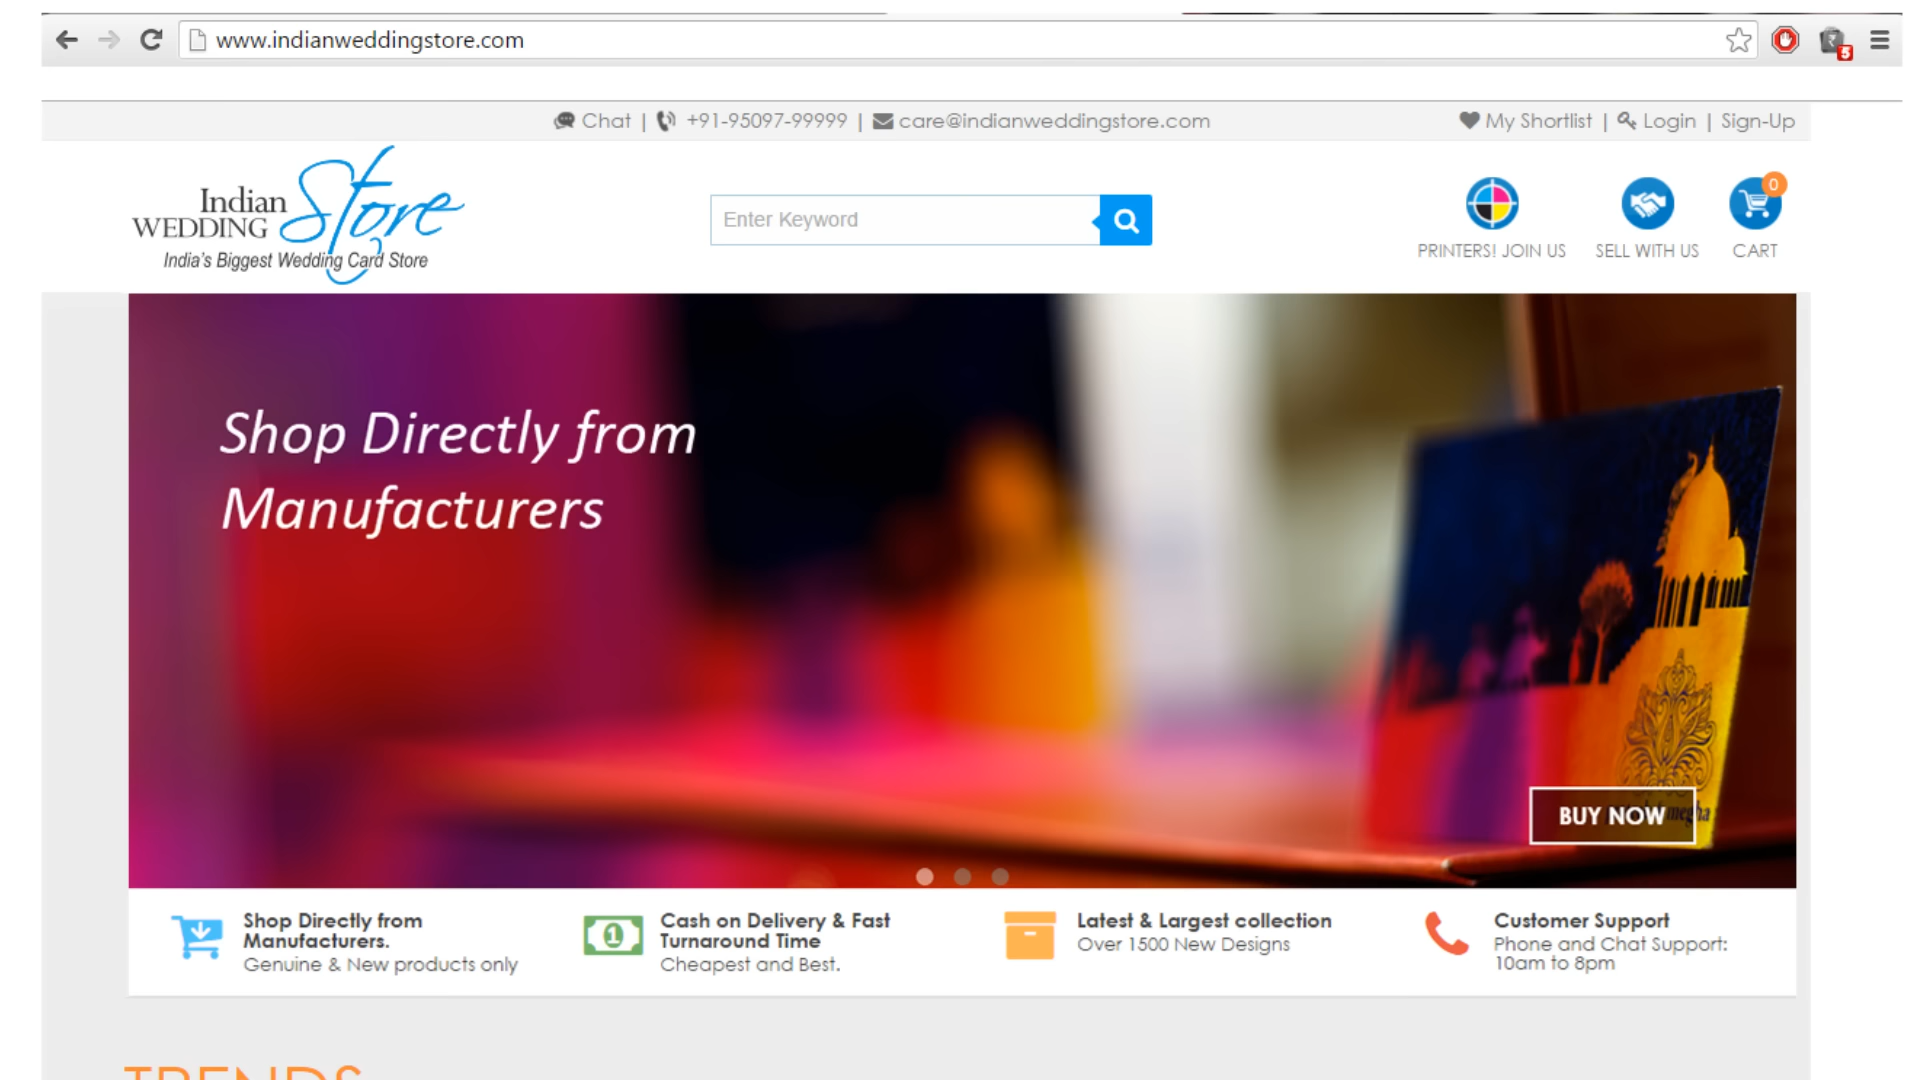 www.indianweddingstore.com
5
Chat | +91-95097-99999 | care@indianweddingstore.com
My Shortlist | Login | Sign-Up
Indian
WEDDING Store
India's Biggest Wedding Card Store
Enter Keyword
0
PRINTERS! JOIN US
SELL WITH US
CART
Shop Directly from
Manufacturers
BUY NOW
Shop Directly from
Manufacturers.
Genuine & New products only
1
Cash on Delivery & Fast
Turnaround Time
Cheapest and Best.
Latest & Largest collection
Over 1500 New Designs
Customer Support
Phone and Chat Support:
10am to 8pm
TRENDS